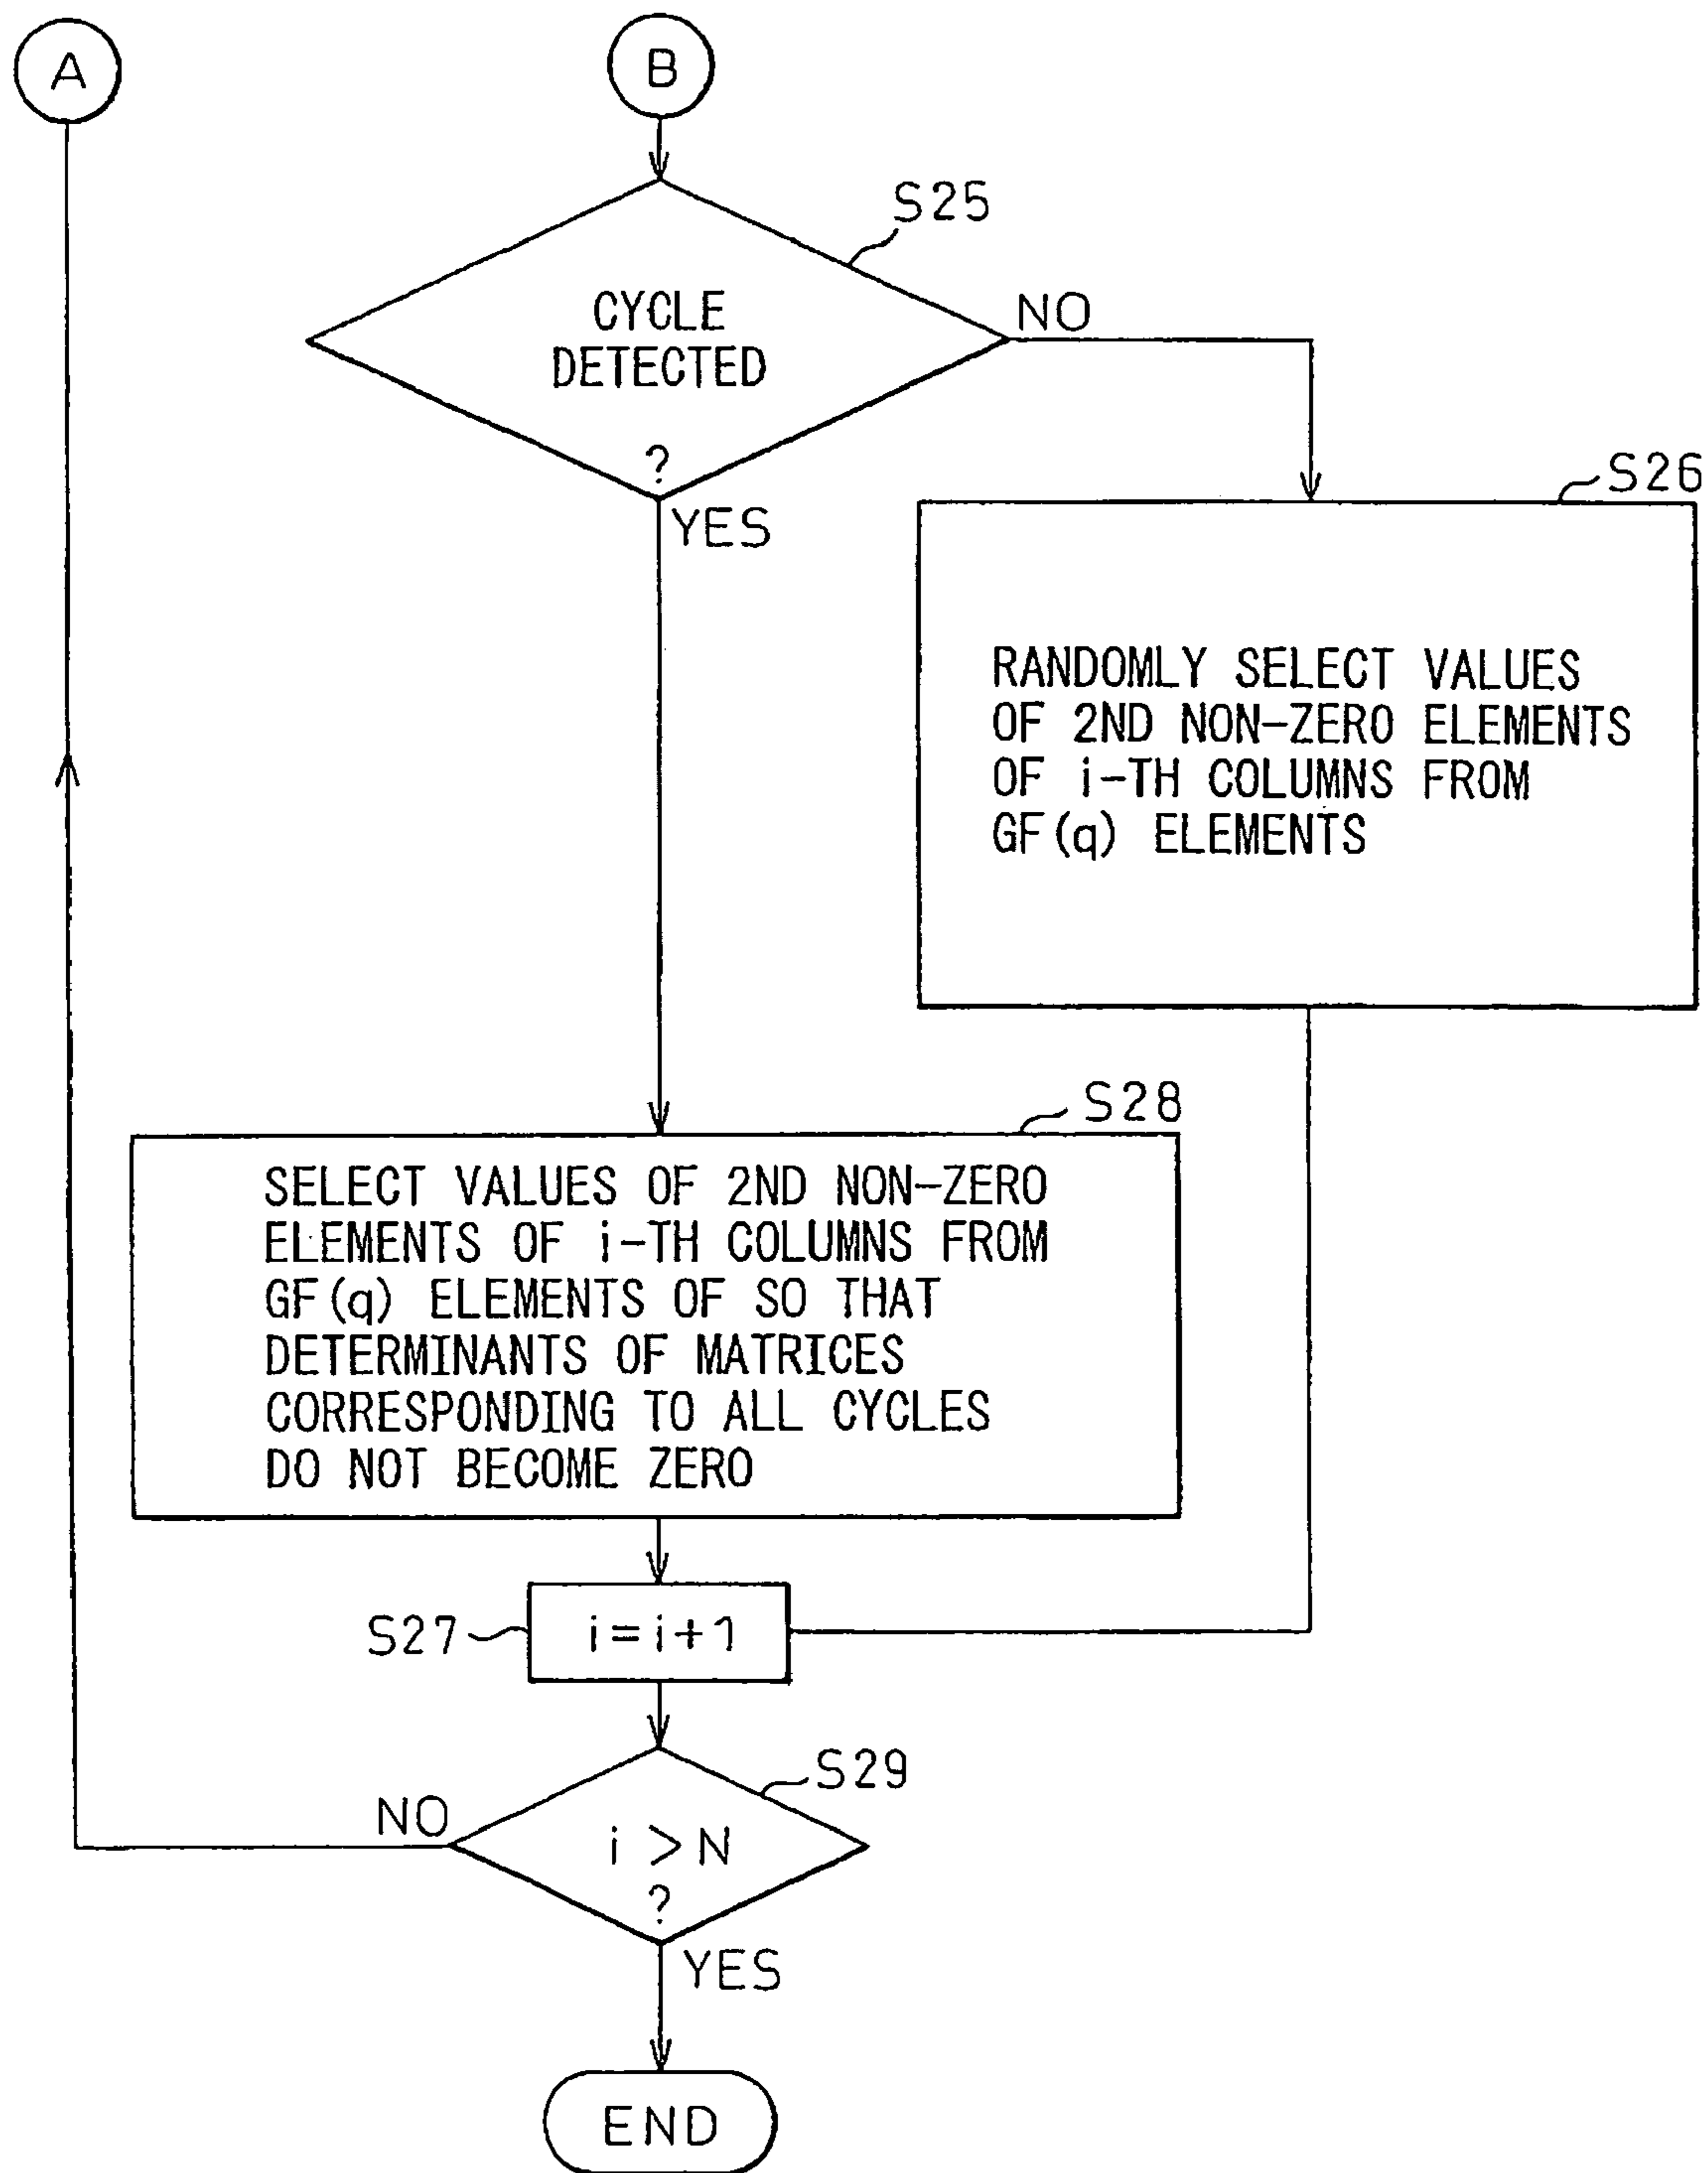 A
B
S25
CYCLE
DETECTED
?
NO
YES
S26
RANDOMLY SELECT VALUES
OF 2ND NON-ZERO ELEMENTS
OF i-TH COLUMNS FROM
GF(q) ELEMENTS
S28
SELECT VALUES OF 2ND NON-ZERO
ELEMENTS OF i-TH COLUMNS FROM
GF(q) ELEMENTS OF SO THAT
DETERMINANTS OF MATRICES
CORRESPONDING TO ALL CYCLES
DO NOT BECOME ZERO
S27
i=i+1
S29
NO
i > N
?
YES
END